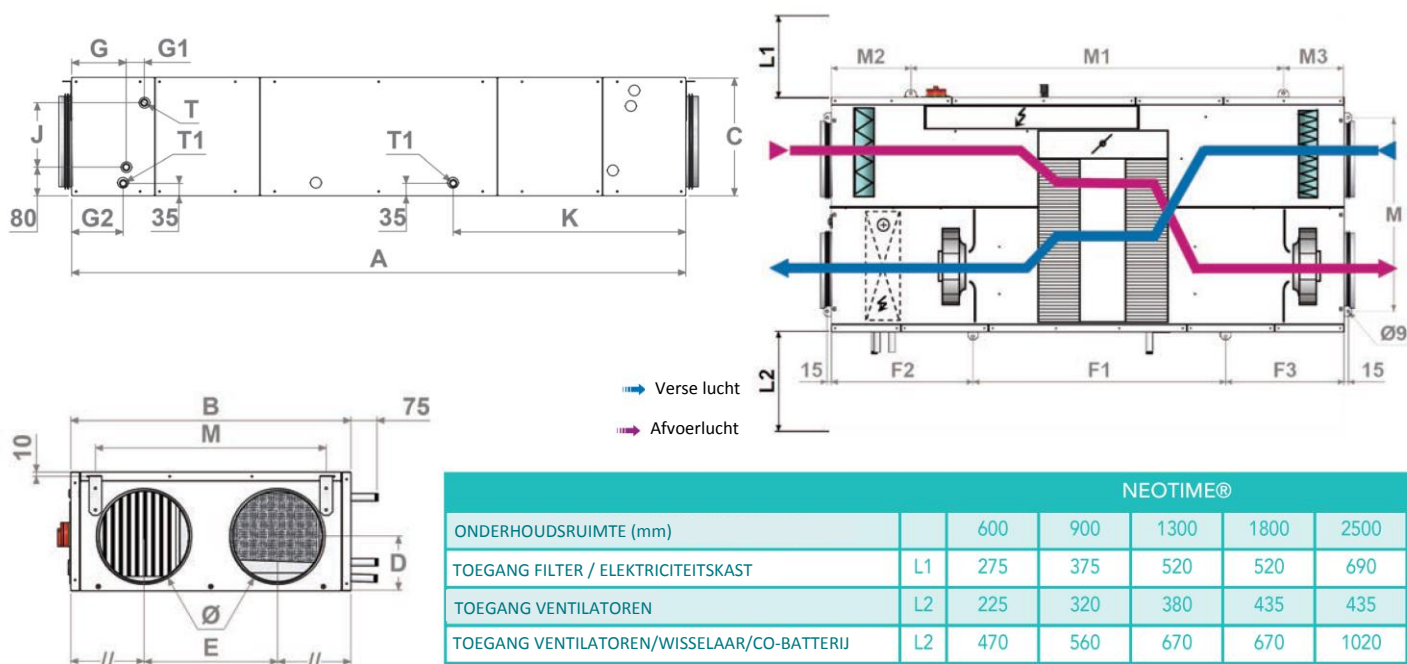 G G1
T
J
T1
T1
C
80
G2
35
35
K
A
L1
M2
M1
M3
M
Ø9
15
F2
F1
F3
15
L2
Verse lucht
Afvoerlucht
B
75
M
10
D
Ø
//
E
//
NEOTIME®
ONDERHOUDSRUIMTE (mm) 600 900 1300 1800 2500
TOEGANG FILTER / ELEKTRICITEITSKAST L1 275 375 520 520 690
TOEGANG VENTILATOREN L2 225 320 380 435 435
TOEGANG VENTILATOREN/WISSELAAR/CO-BATTERIJ L2 470 560 670 670 1020